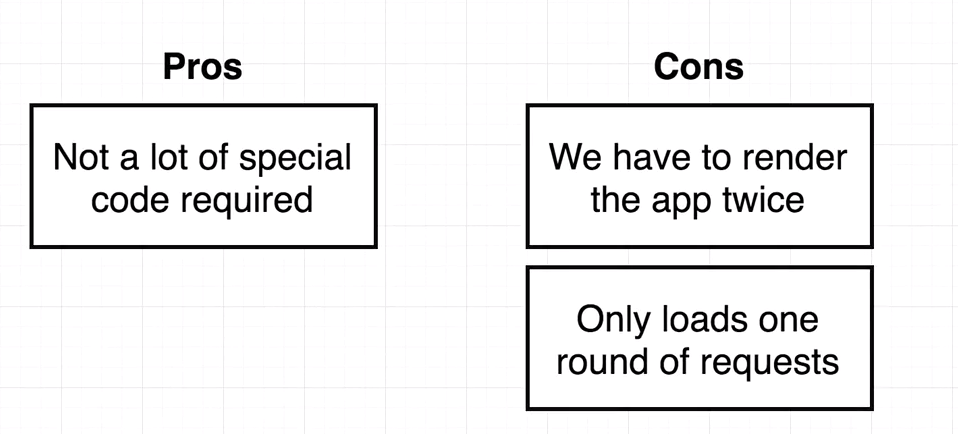 Pros
Not a lot of special
code required
Cons
We have to render
the app twice
Only loads one
round of requests